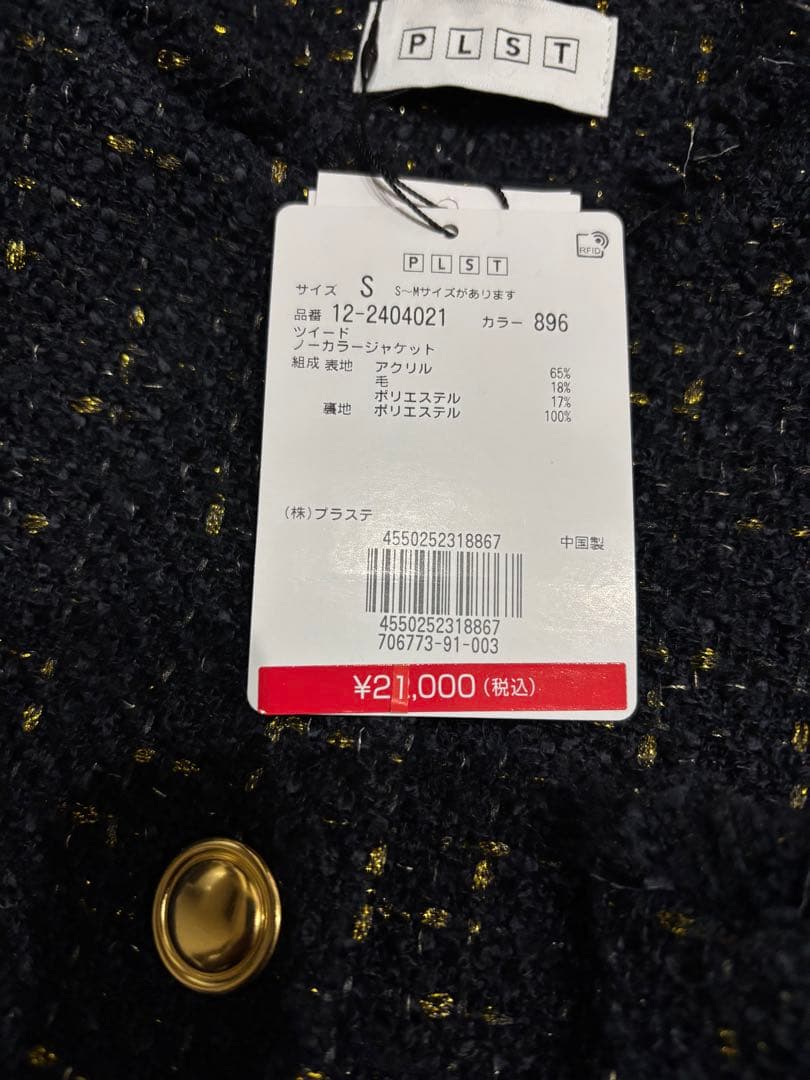 PLST
RFID
PLST
サイズ S S~Mサイズがあります
品番 12-2404021 カラー 896
ツイード
ノーカラージャケット
組成 表地 アクリル 65%
毛 18%
ポリエステル 17%
裏地 ポリエステル 100%
(株)プラステ
4550252318867 中国製
4550252318867
706773-91-003
¥21,000(税込)